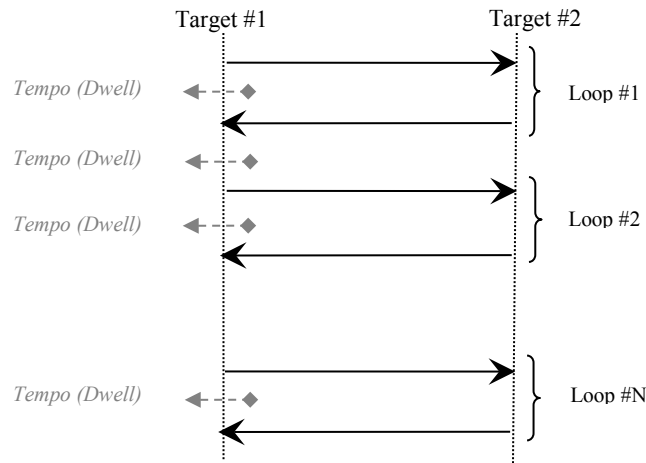 Target #1 Target #2
Tempo (Dwell) Loop #1
Tempo (Dwell)
Tempo (Dwell) Loop #2
Tempo (Dwell) Loop #N